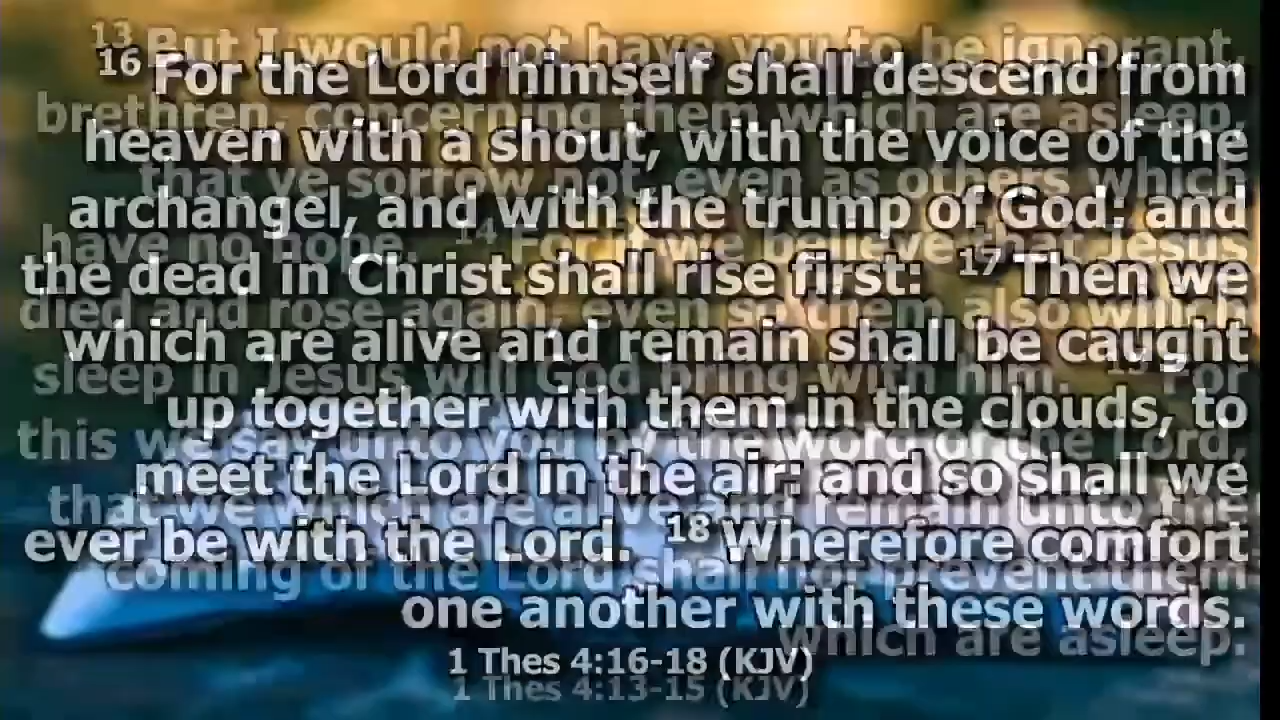 13 But I would not have you to be ignorant,
16 For the Lord himself shall descend from
brethren, concerning them which are asleep,
heaven with a shout, with the voice of the
that ye sorrow not, even as others which
archangel, and with the trump of God: and
have no hope. 14 For if we believe that Jesus
the dead in Christ shall rise first: 17 Then we
died and rose again, even so them also which
which are alive and remain shall be caught
sleep in Jesus will God bring with him. 15 For
up together with them in the clouds, to
this we say unto you by the word of the Lord,
meet the Lord in the air: and so shall we
that we which are alive and remain unto the
ever be with the Lord. 18 Wherefore comfort
coming of the Lord shall not prevent them
one another with these words.
which are asleep.
1 Thes 4:16-18 (KJV)
1 Thes 4:13-15 (KJV)